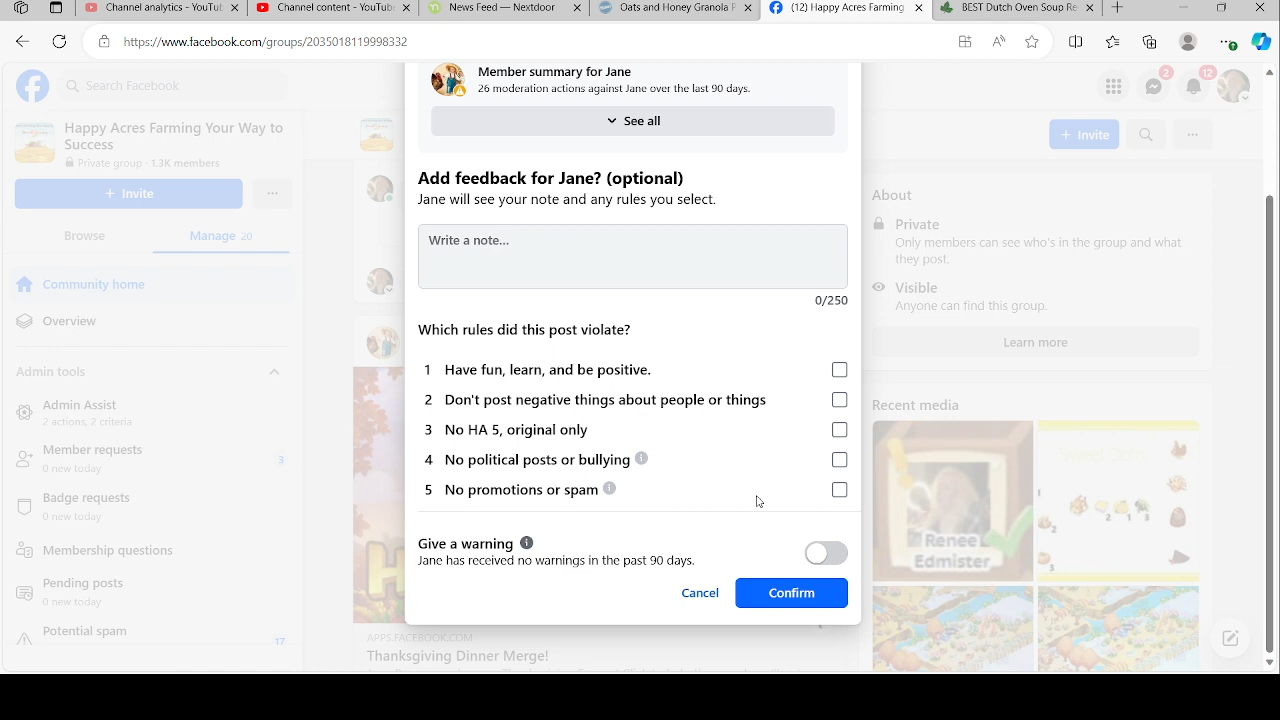 Channel analytics - YouTu
Channel content - YouTube
News Feed — Nextdoor
Oats and Honey Granola P
(12) Happy Acres Farming
BEST Dutch Oven Soup Re
https://www.facebook.com/groups/2035018119998332
Search Facebook
2
12
Member summary for Jane
26 moderation actions against Jane over the last 90 days.
See all
Happy Acres Farming Your Way to
Success
Private group · 1.3K members
+ Invite
Browse
Manage 20
Community home
Overview
Admin tools
Admin Assist
2 actions, 2 criteria
Member requests
0 new today
3
Badge requests
0 new today
Membership questions
Pending posts
0 new today
Potential spam
17
Add feedback for Jane? (optional)
Jane will see your note and any rules you select.
Write a note...
0/250
Which rules did this post violate?
1 Have fun, learn, and be positive.
2 Don't post negative things about people or things
3 No HA 5, original only
4 No political posts or bullying
5 No promotions or spam
Give a warning
Jane has received no warnings in the past 90 days.
Cancel
Confirm
APPS.FACEBOOK.COM
Thanksgiving Dinner Merge!
+ Invite
About
Private
Only members can see who's in the group and what
they post.
Visible
Anyone can find this group.
Learn more
Recent media
Renee
Edmister